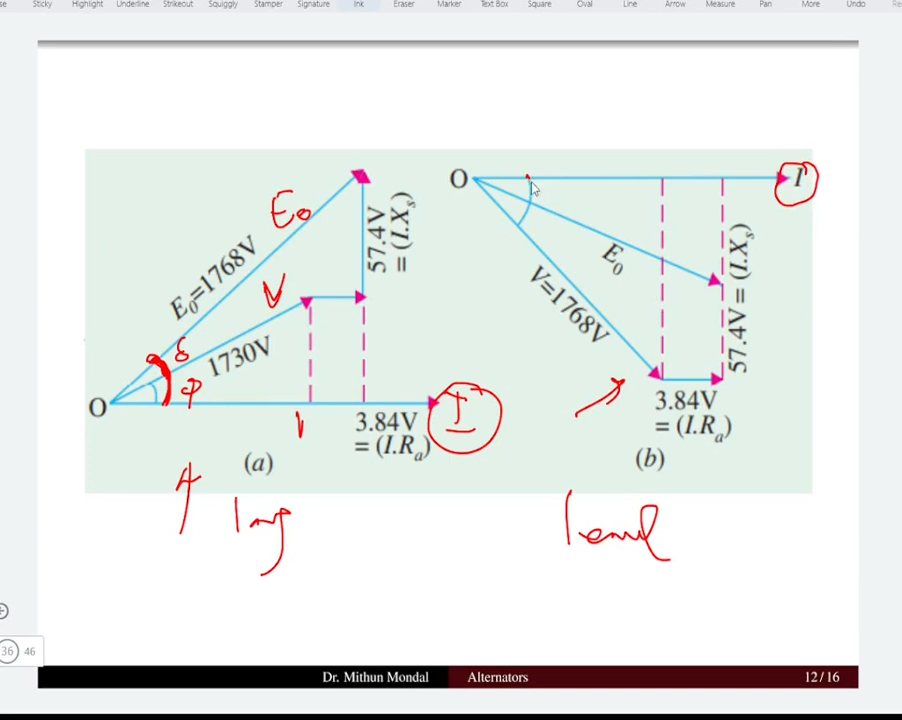 Sticky Highlight Underline Strikeout Squiggly Stamper Signature Ink Eraser Marker Text Box Square Oval Line Arrow Measure Pan More Undo
E₀
E₀=1768V
V
δ
1730V
φ
O
57.4V
= (I.Xₛ)
I
3.84V
= (I.Rₐ)
(a)
lag
O
I
E₀
V=1768V
57.4V = (I.Xₛ)
3.84V
= (I.Rₐ)
(b)
lead
36 46
Dr. Mithun Mondal Alternators 12/16